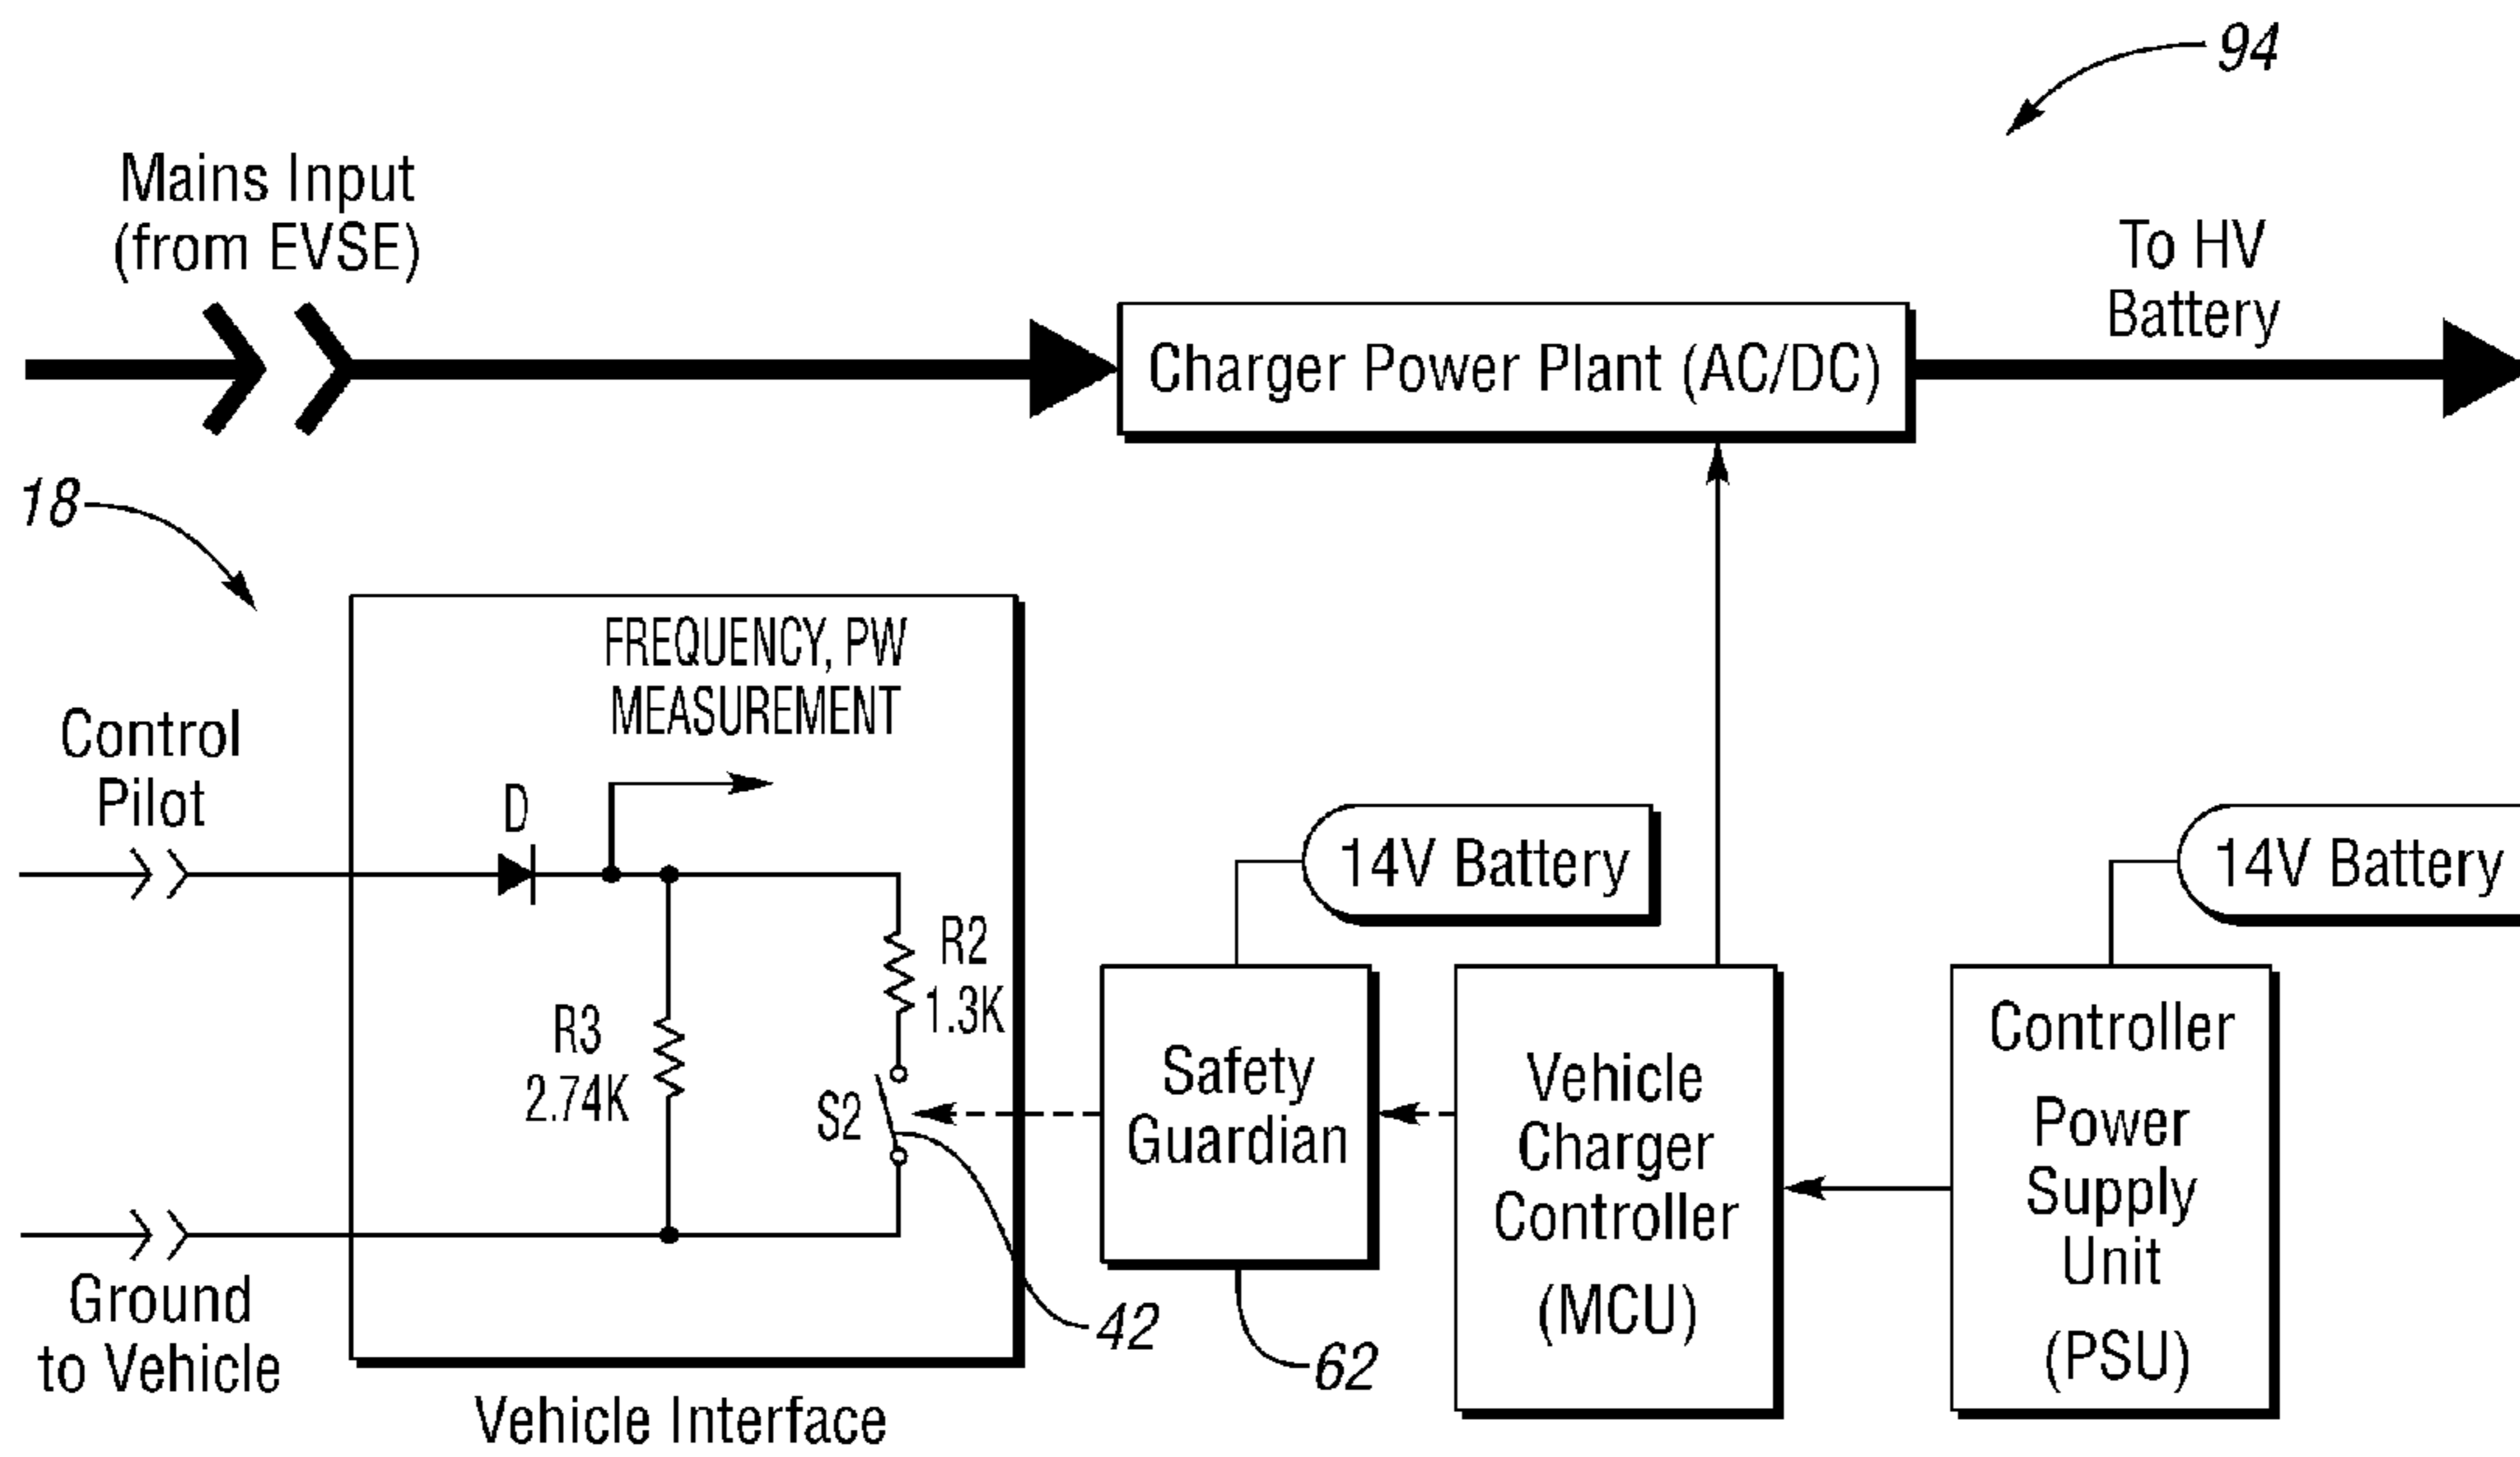 94
Mains Input
(from EVSE)
To HV
Battery
Charger Power Plant (AC/DC)
18
FREQUENCY, PW
MEASUREMENT
Control
Pilot
D
14V Battery
14V Battery
R2
1.3K
R3
2.74K
S2
Safety
Guardian
Vehicle
Charger
Controller
(MCU)
Controller
Power
Supply
Unit
(PSU)
Ground
to Vehicle
42
62
Vehicle Interface